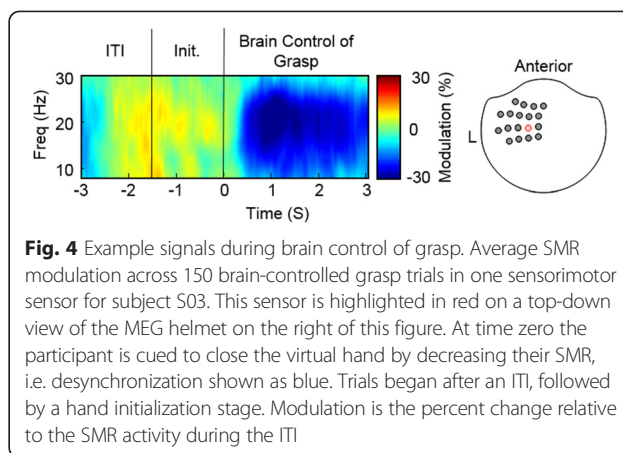 ITI
Init.
Brain Control of
Grasp
Anterior
30
20
10
Freq (Hz)
-3
-2
-1
0
1
2
3
Time (S)
30
0
-30
Modulation (%)
L
Fig. 4 Example signals during brain control of grasp. Average SMR
modulation across 150 brain-controlled grasp trials in one sensorimotor
sensor for subject S03. This sensor is highlighted in red on a top-down
view of the MEG helmet on the right of this figure. At time zero the
participant is cued to close the virtual hand by decreasing their SMR,
i.e. desynchronization shown as blue. Trials began after an ITI, followed
by a hand initialization stage. Modulation is the percent change relative
to the SMR activity during the ITI